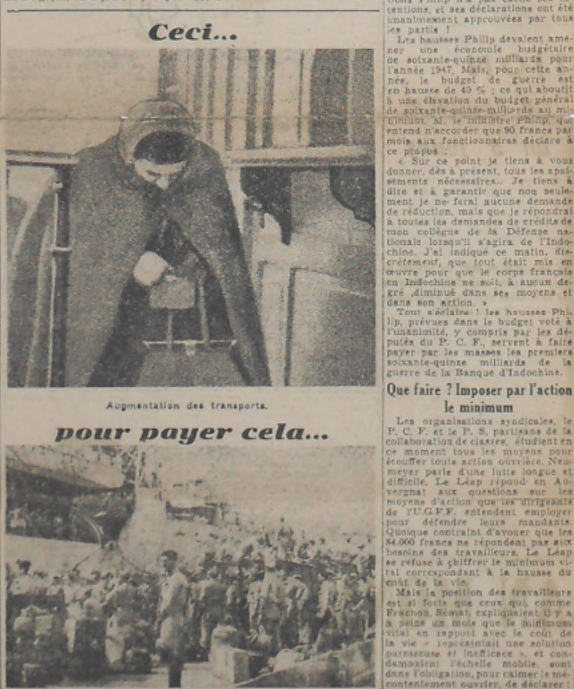 Ceci...
Augmentation des transports.
pour payer cela...
tentions, et ses déclarations ont été
unanimement approuvées par tous
les partis !
Les hausses Philip devaient ame-
ner une économie budgétaire
de soixante-quinze milliards pour
l'année 1947. Mais, pour cette an-
née, le budget de guerre est
en hausse de 40 % ; ce qui aboutit
à une élévation du budget général
de soixante-quinze-milliards au mi-
nimum. M. le ministre Philip, qui
entend n'accorder que 90 francs par
mois aux fonctionnaires déclare à
ce propos :
« Sur ce point je tiens à vous
donner, dès à présent, tous les apai-
sements nécessaires... Je tiens à
dire et à garantir que noq seule-
ment je ne ferai aucune demande
de réduction, mais que je répondrai
à toutes les demandes de crédits de
mon collègue de la Défense na-
tionale lorsqu'il s'agira de l'Indo-
chine. J'ai indiqué ce matin, dis-
crètement, que tout était mis en
œuvre pour que le corps français
en Indochine ne soit, à aucun de-
gré, diminué dans ses moyens et
dans son action. »
Tout s'éclaire ! les hausses Phi-
lip, prévues dans le budget voté à
l'unanimité, y compris par les dé-
putés du P. C. F., servent à faire
payer par les masses les premiers
soixante-quinze milliards de la
guerre de la Banque d'Indochine.
Que faire ? Imposer par l'action
le minimum
Les organisations syndicales, le
P. C. F. et le P. S, partisans de la
collaboration de classes, étudient en
ce moment tous les moyens pour
étouffer toute action ouvrière. Neu-
meyer parle d'une lutte longue et
difficile. Le Léap répond en Au-
vergnat aux questions sur les
moyens d'action que les dirigeants
de l'U.G.F.F. entendent employer
pour défendre leurs mandants.
Quoique contraint d'avouer que les
84.000 francs ne répondent pas aux
besoins des travailleurs, Le Léap
se refuse à chiffrer le minimum vi-
tal correspondant à la hausse du
coût de la vie.
Mais la position des travailleurs
est si forte que ceux qui, comme
Frachon, Sémat, expliquaient il y a
à peine un mois que le minimum
vital en rapport avec le coût de
la vie « représentait une solution
paresseuse et inefficace », et con-
damnaient l'échelle mobile, sont
dans l'obligation, pour calmer le mé-
contentement ouvrier, de déclarer :